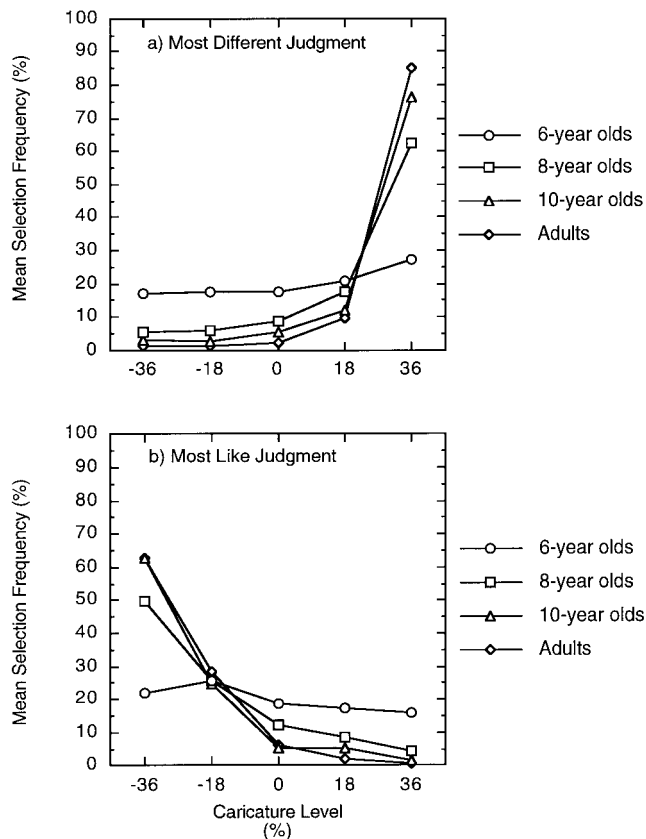 a) Most Different Judgment
Mean Selection Frequency (%)
100
90
80
70
60
50
40
30
20
10
0
-36 -18 0 18 36
6-year olds
8-year olds
10-year olds
Adults
b) Most Like Judgment
Mean Selection Frequency (%)
100
90
80
70
60
50
40
30
20
10
0
-36 -18 0 18 36
Caricature Level
(%)
6-year olds
8-year olds
10-year olds
Adults